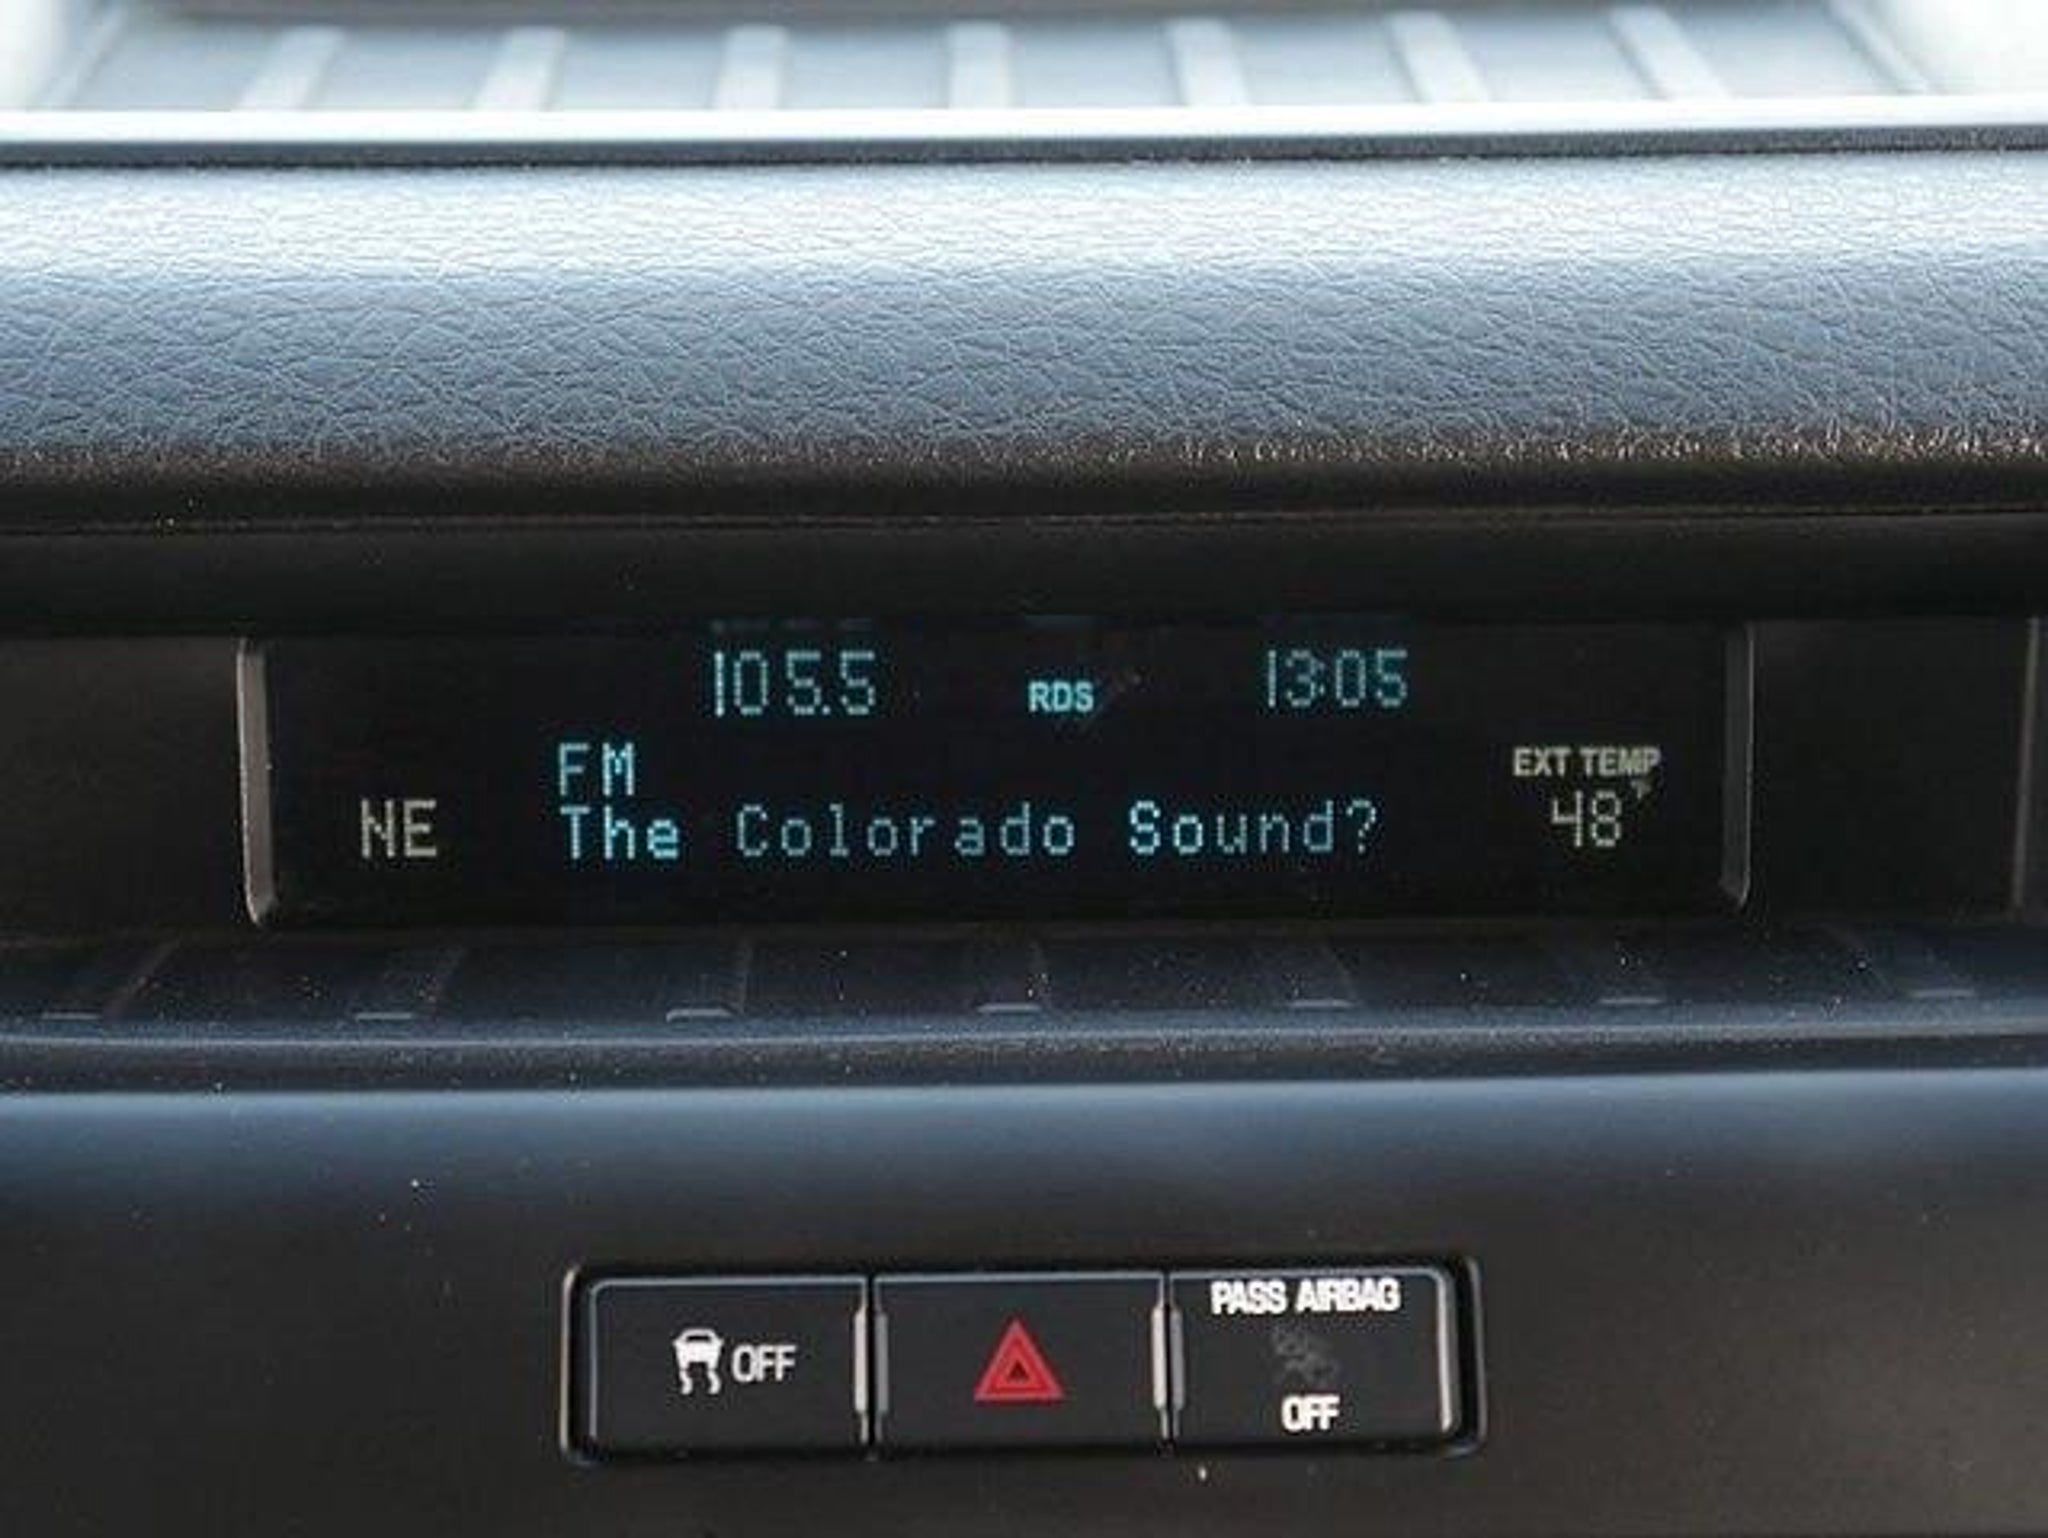 105.5 RDS 13:05
FM
EXT TEMP
NE The Colorado Sound? 48°F
OFF
PASS AIRBAG
OFF